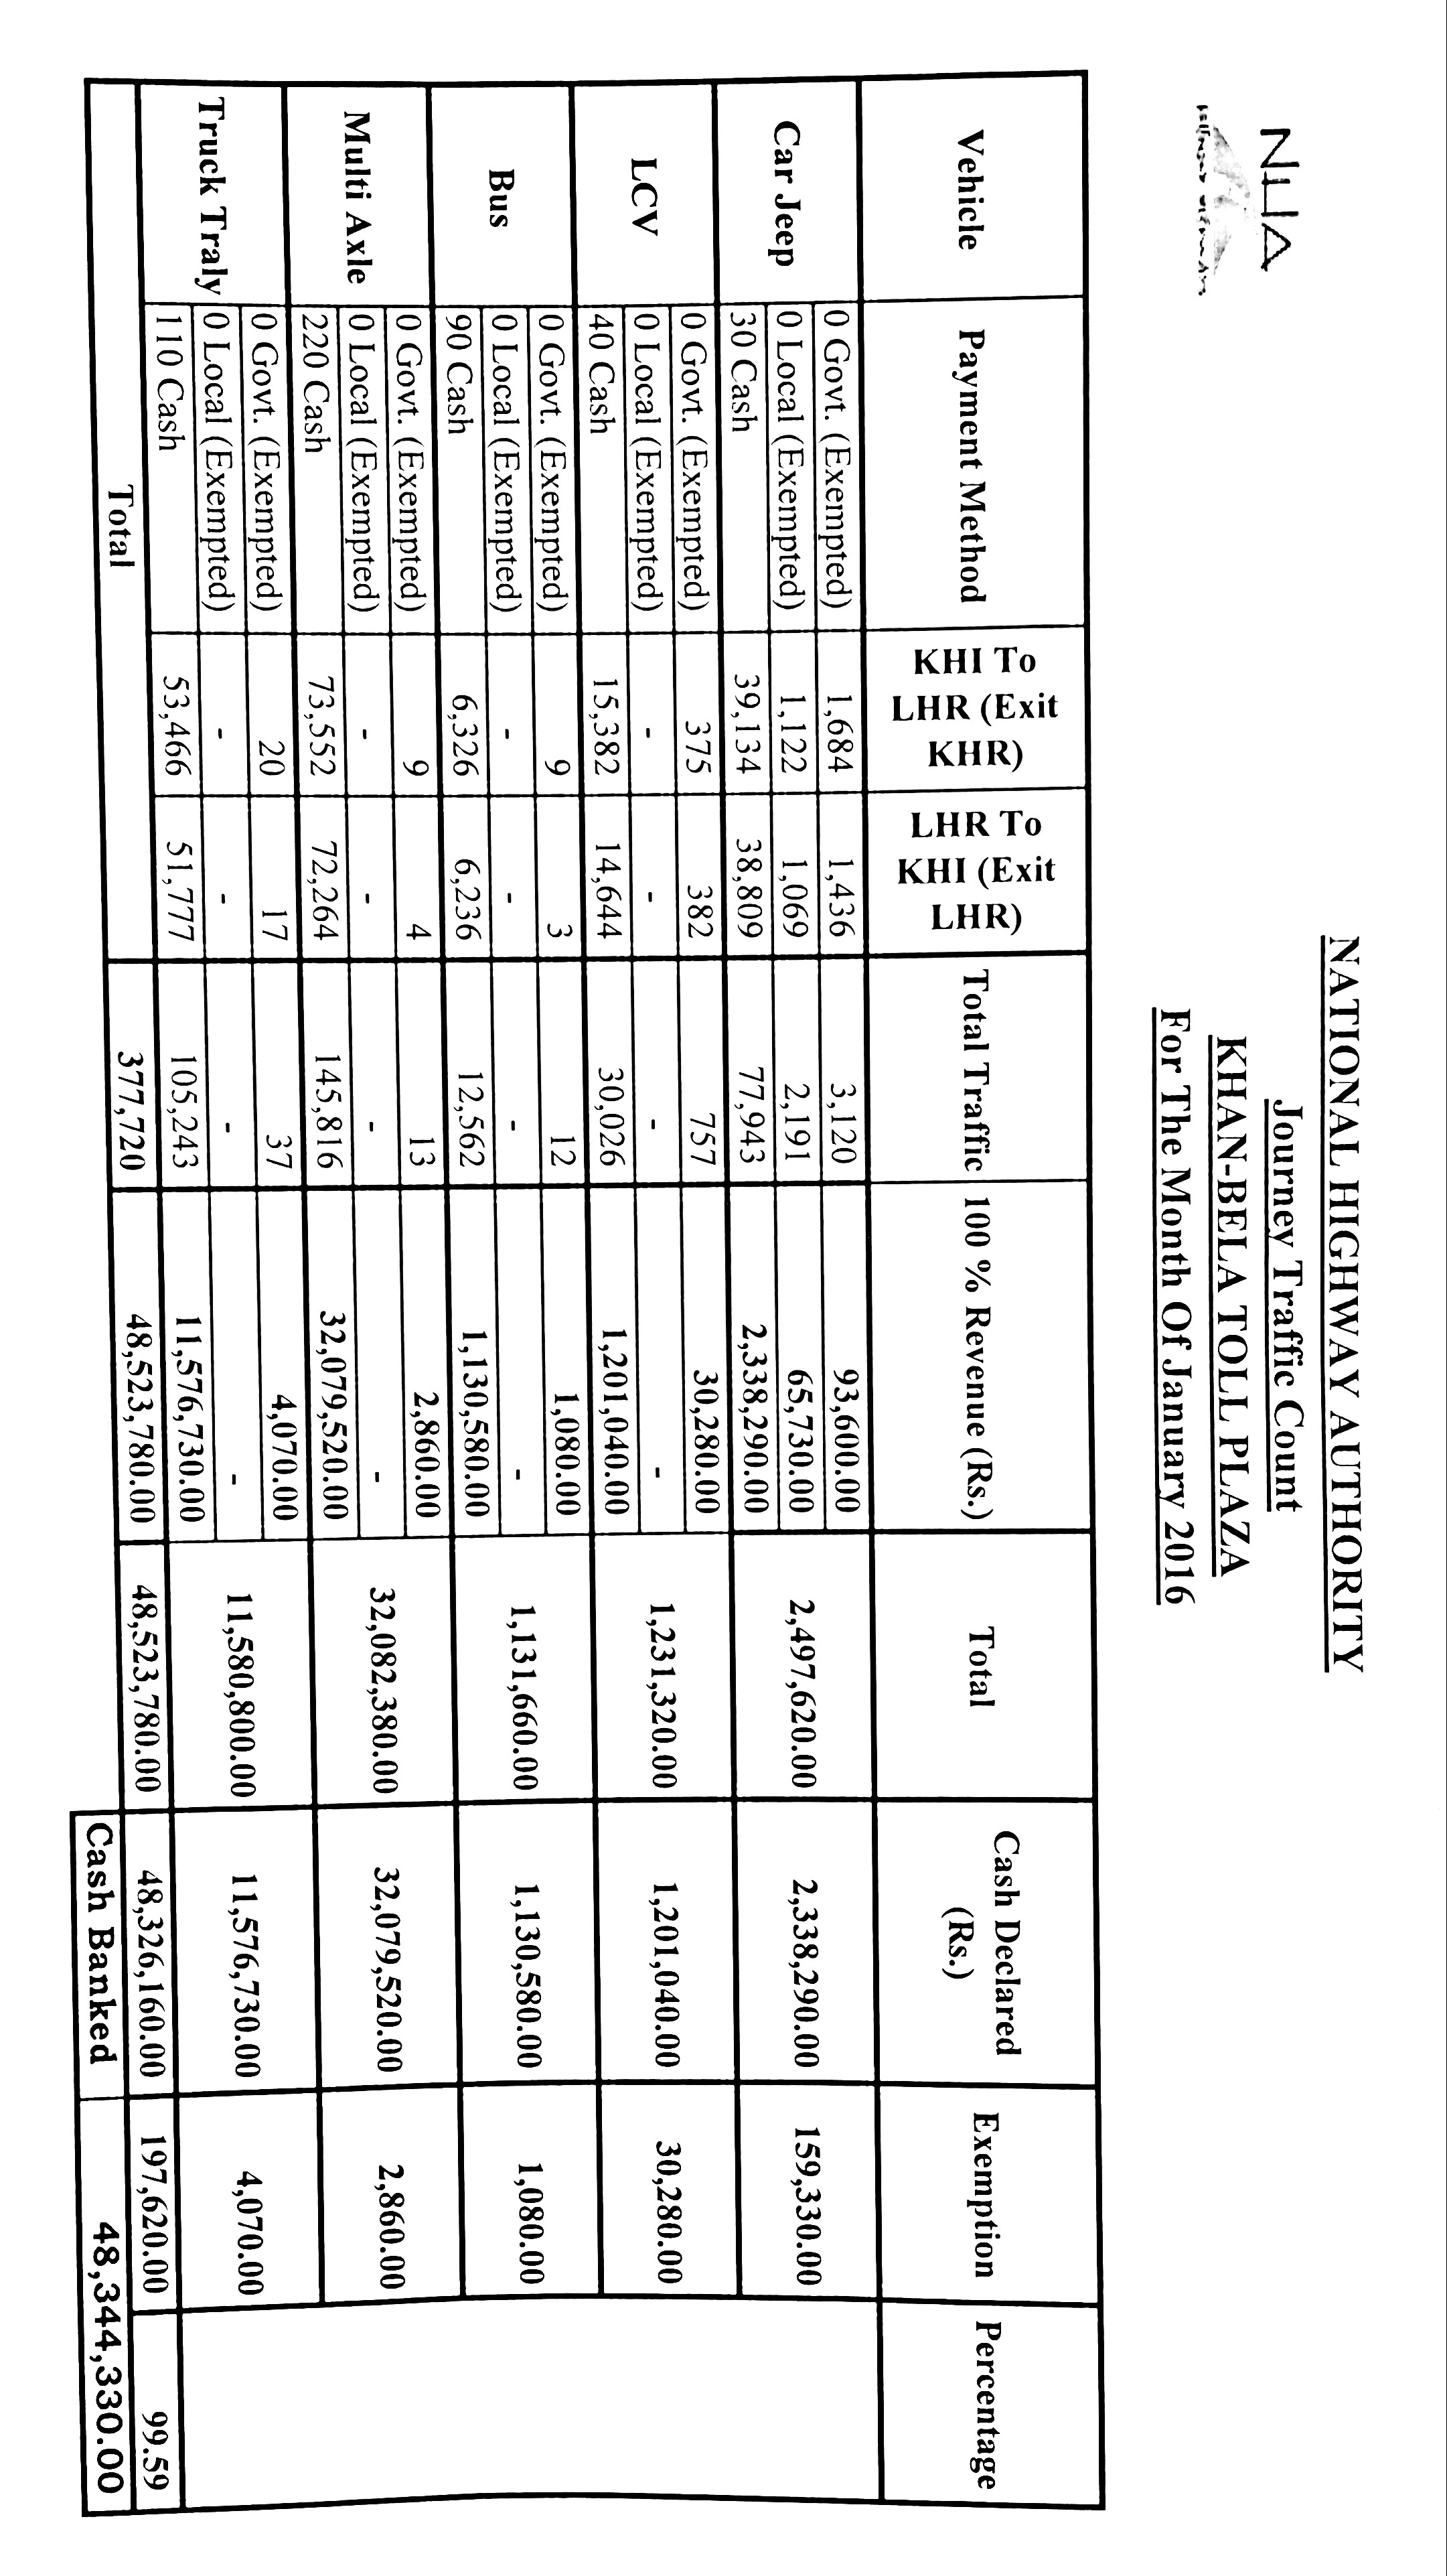 NHA
NATIONAL HIGHWAY AUTHORITY
Journey Traffic Count
KHAN-BELA TOLL PLAZA
For The Month Of January 2016
Vehicle Payment Method KHI To LHR (Exit KHR) LHR To KHI (Exit LHR) Total Traffic 100 % Revenue (Rs.) Total Cash Declared (Rs.) Exemption Percentage
0 Govt. (Exempted) 1,684 1,436 3,120 93,600.00
Car Jeep 0 Local (Exempted) 1,122 1,069 2,191 65,730.00 2,497,620.00 2,338,290.00 159,330.00
30 Cash 39,134 38,809 77,943 2,338,290.00
0 Govt. (Exempted) 375 382 757 30,280.00
LCV 0 Local (Exempted) - - - - 1,231,320.00 1,201,040.00 30,280.00
40 Cash 15,382 14,644 30,026 1,201,040.00
0 Govt. (Exempted) 9 3 12 1,080.00
Bus 0 Local (Exempted) - - - - 1,131,660.00 1,130,580.00 1,080.00
90 Cash 6,326 6,236 12,562 1,130,580.00
0 Govt. (Exempted) 9 4 13 2,860.00
Multi Axle 0 Local (Exempted) - - - - 32,082,380.00 32,079,520.00 2,860.00
220 Cash 73,552 72,264 145,816 32,079,520.00
0 Govt. (Exempted) 20 17 37 4,070.00
Truck Traly 0 Local (Exempted) - - - - 11,580,800.00 11,576,730.00 4,070.00
110 Cash 53,466 51,777 105,243 11,576,730.00
Total 377,720 48,523,780.00 48,523,780.00 48,326,160.00 197,620.00 99.59
Cash Banked 48,344,330.00